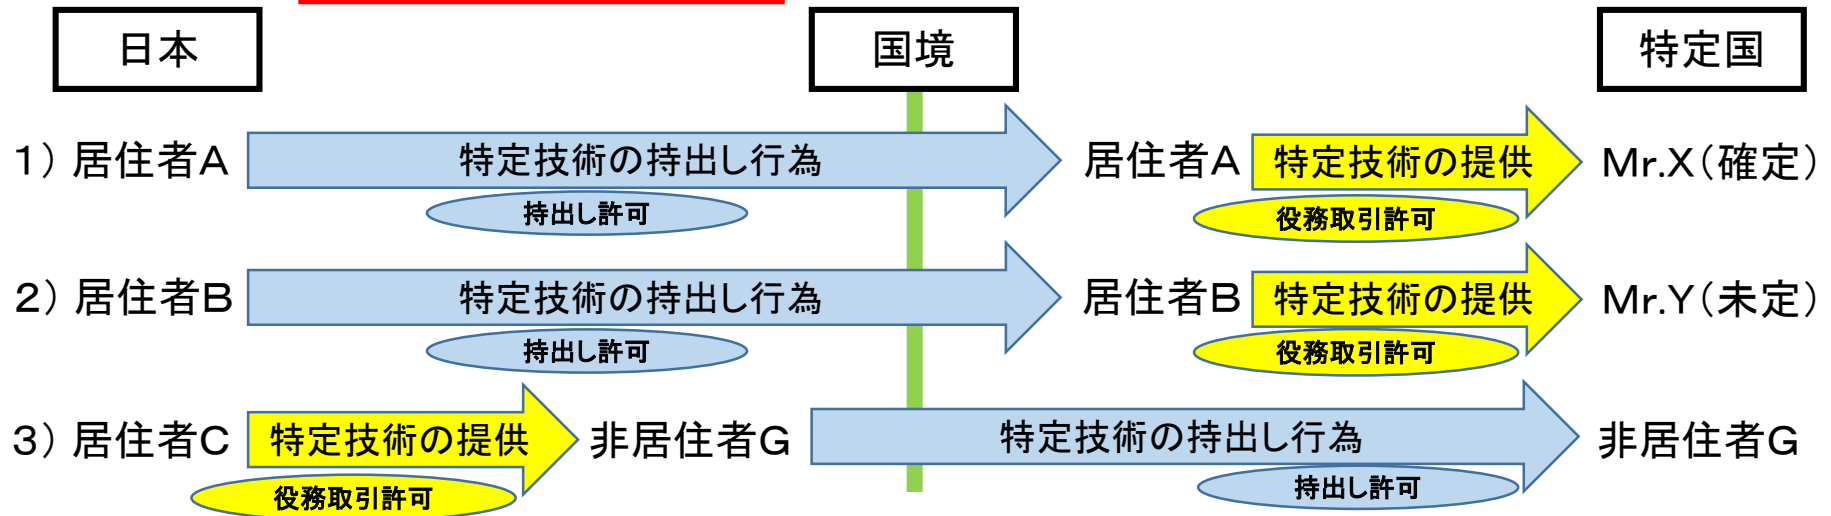 日本 国境 特定国
1）居住者A 特定技術の持出し行為 居住者A 特定技術の提供 Mr.X（確定）
持出し許可 役務取引許可
2）居住者B 特定技術の持出し行為 居住者B 特定技術の提供 Mr.Y（未定）
持出し許可 役務取引許可
3）居住者C 特定技術の提供 非居住者G 特定技術の持出し行為 非居住者G
役務取引許可 持出し許可